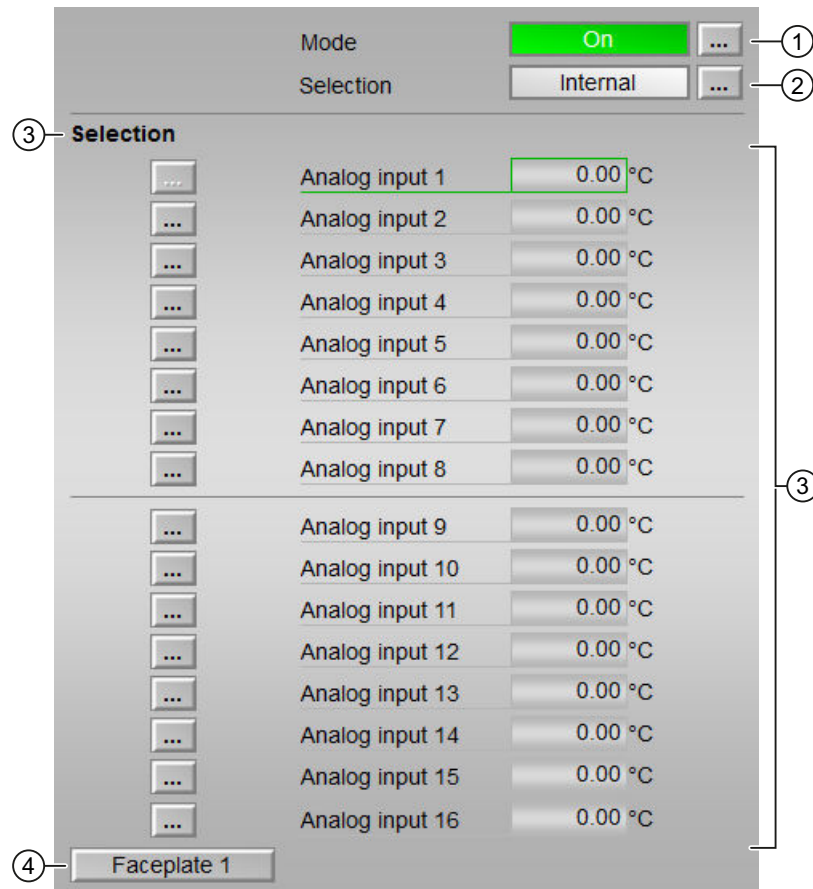 Mode On ... 1
Selection Internal ... 2
3 Selection
... Analog input 1 0.00 °C
... Analog input 2 0.00 °C
... Analog input 3 0.00 °C
... Analog input 4 0.00 °C
... Analog input 5 0.00 °C
... Analog input 6 0.00 °C
... Analog input 7 0.00 °C
... Analog input 8 0.00 °C
3
... Analog input 9 0.00 °C
... Analog input 10 0.00 °C
... Analog input 11 0.00 °C
... Analog input 12 0.00 °C
... Analog input 13 0.00 °C
... Analog input 14 0.00 °C
... Analog input 15 0.00 °C
... Analog input 16 0.00 °C
4 Faceplate 1